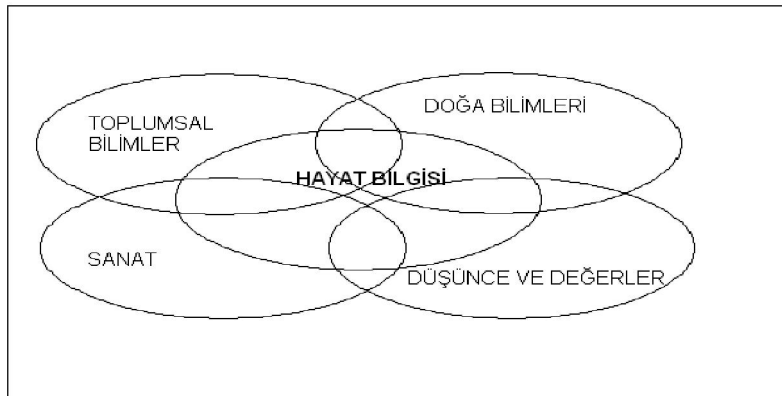 TOPLUMSAL
BİLİMLER
DOĞA BİLİMLERİ
HAYAT BİLGİSİ
SANAT
DÜŞÜNCE VE DEĞERLER